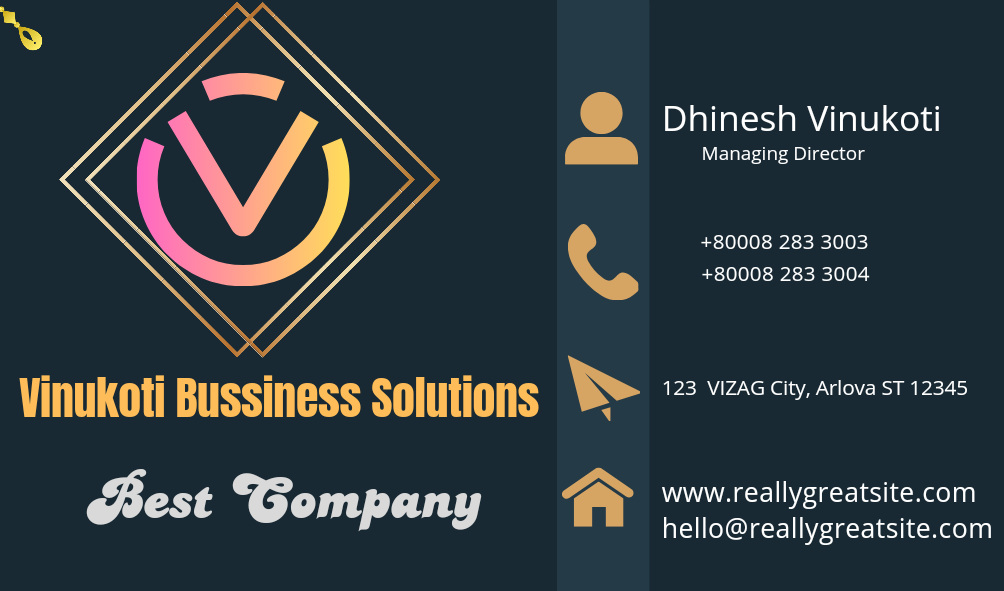 Vinukoti Bussiness Solutions
Best Company
Dhinesh Vinukoti
Managing Director
+80008 283 3003
+80008 283 3004
123 VIZAG City, Arlova ST 12345
www.reallygreatsite.com
hello@reallygreatsite.com